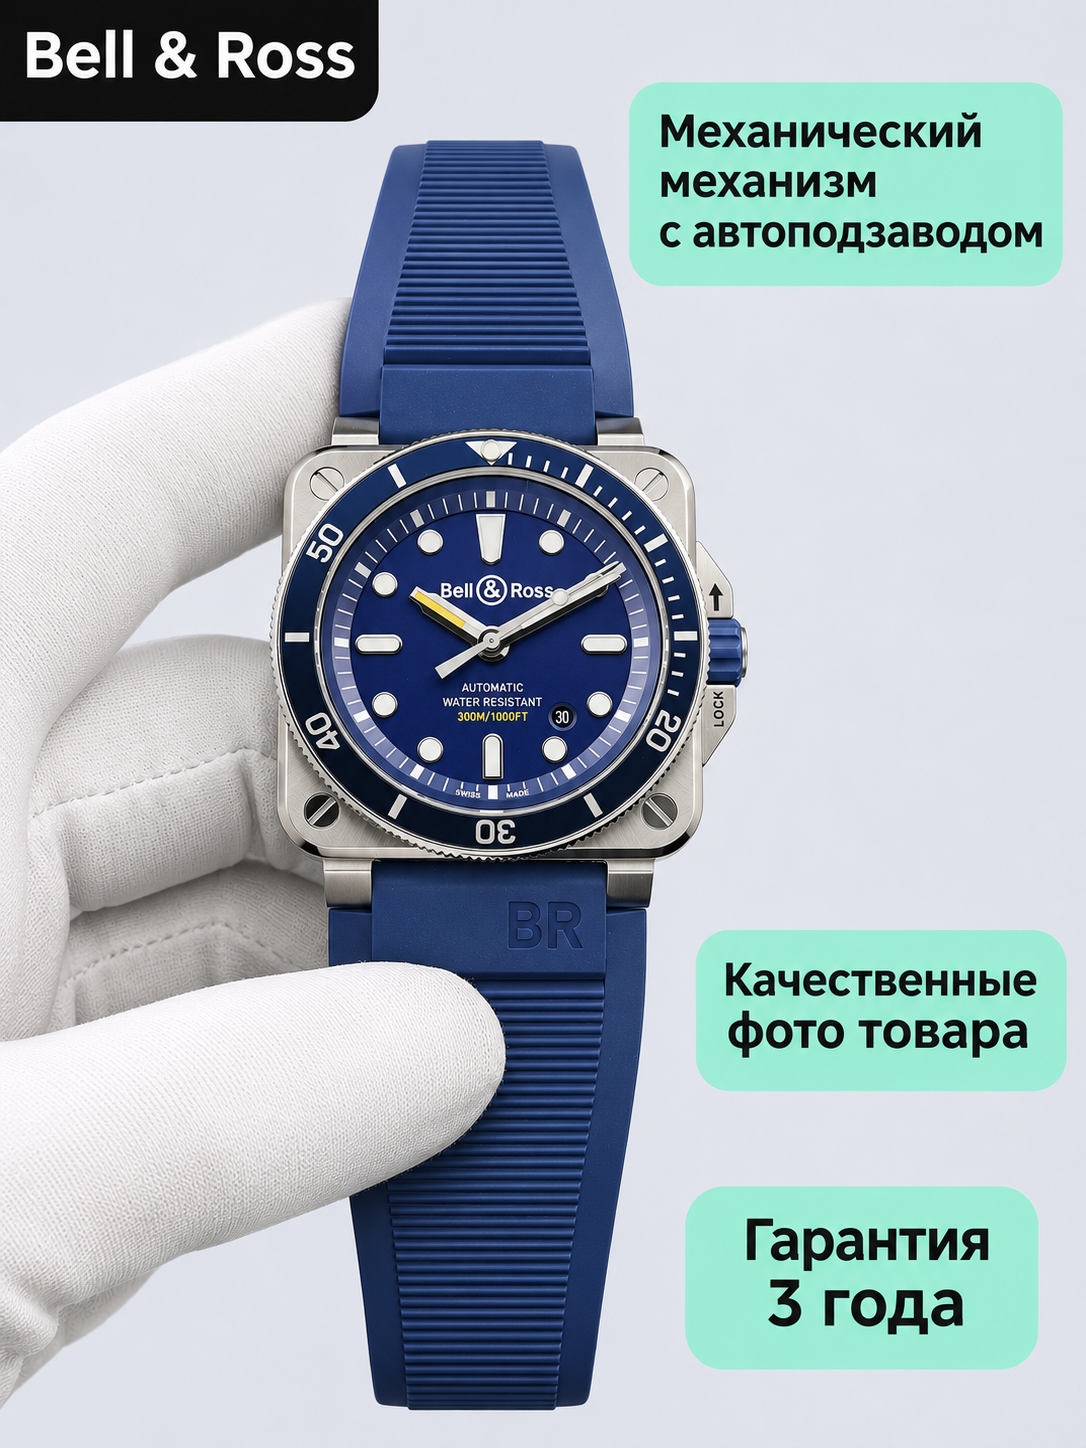 Bell & Ross
Механический
механизм
с автоподзаводом
50
Bell & Ross
AUTOMATIC
WATER RESISTANT
300M/1000FT
30
LOCK
20
40
SWISS MADE
30
BR
Качественные
фото товара
Гарантия
3 года